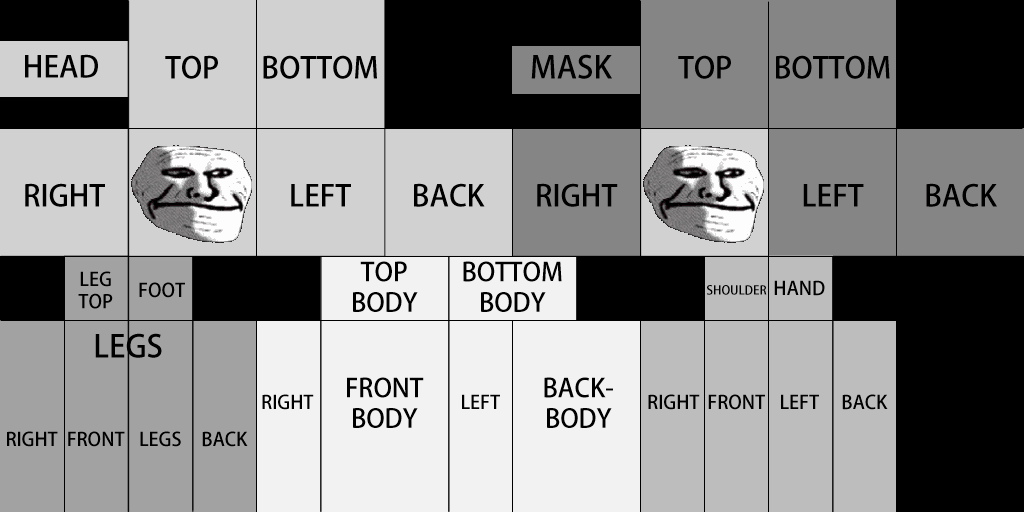 HEAD
TOP
BOTTOM
MASK
TOP
BOTTOM
RIGHT
LEFT
BACK
RIGHT
LEFT
BACK
LEG
TOP
FOOT
TOP
BODY
BOTTOM
BODY
SHOULDER
HAND
LEGS
RIGHT
FRONT
LEGS
BACK
RIGHT
FRONT
BODY
LEFT
BACK-
BODY
RIGHT
FRONT
LEFT
BACK